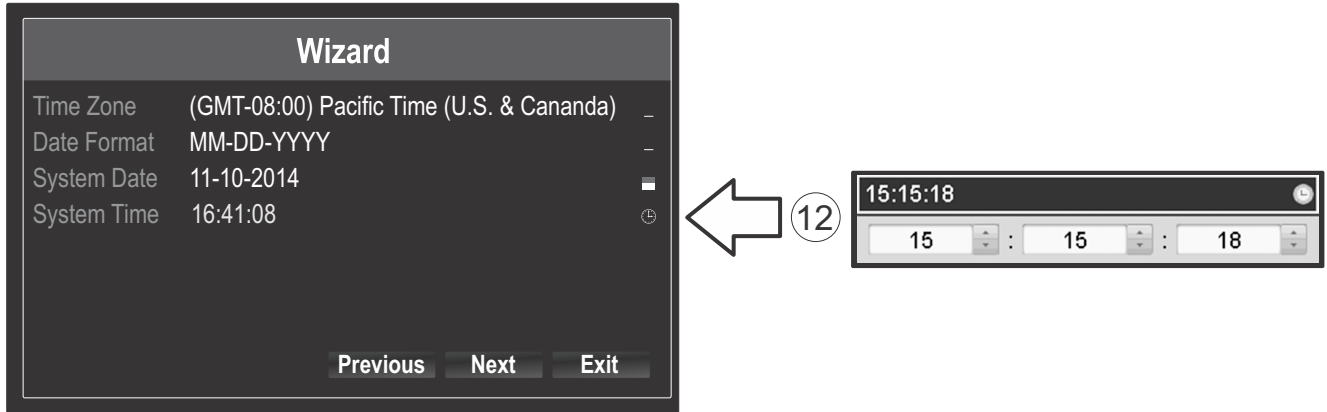 Wizard
Time Zone (GMT-08:00) Pacific Time (U.S. & Cananda)
Date Format MM-DD-YYYY
System Date 11-10-2014
System Time 16:41:08
Previous Next Exit
12
15:15:18
15 : 15 : 18